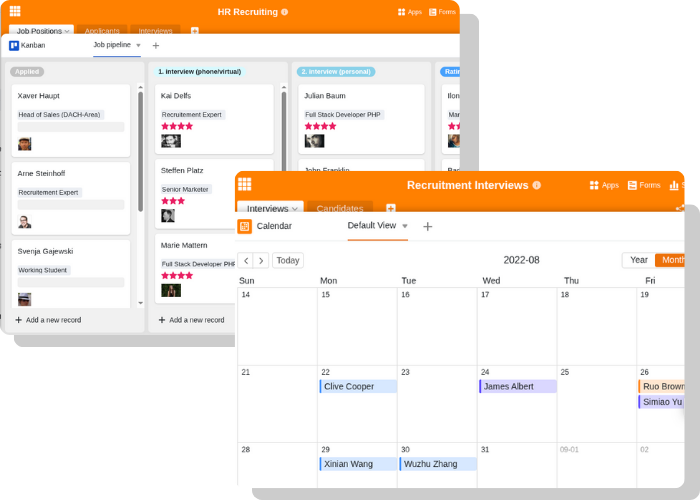 HR Recruiting
Apps
Forms
Job Positions
Applicants
Interviews
Kanban
Job pipeline
Applied
Xaver Haupt
Head of Sales (DACH-Area)
Arne Steinhoff
Recruitement Expert
Svenja Gajewski
Working Student
Add a new record
1. interview (phone/virtual)
Kai Delfs
Recruitement Expert
Steffen Platz
Senior Marketer
Marie Mattern
Full Stack Developer PHP
Add a new record
2. interview (personal)
Julian Baum
Full Stack Developer PHP
John Franklin
Recruitment Interviews
Apps
Forms
Interviews
Candidates
Calendar
Default View
Today
2022-08
Year
Month
Sun Mon Tue Wed Thu Fri
14 15 16 17 18 19
21 22 23 24 25 26
Clive Cooper James Albert Ruo Brown
Simiao Yu
28 29 30 31 09-01 02
Xinian Wang Wuzhu Zhang